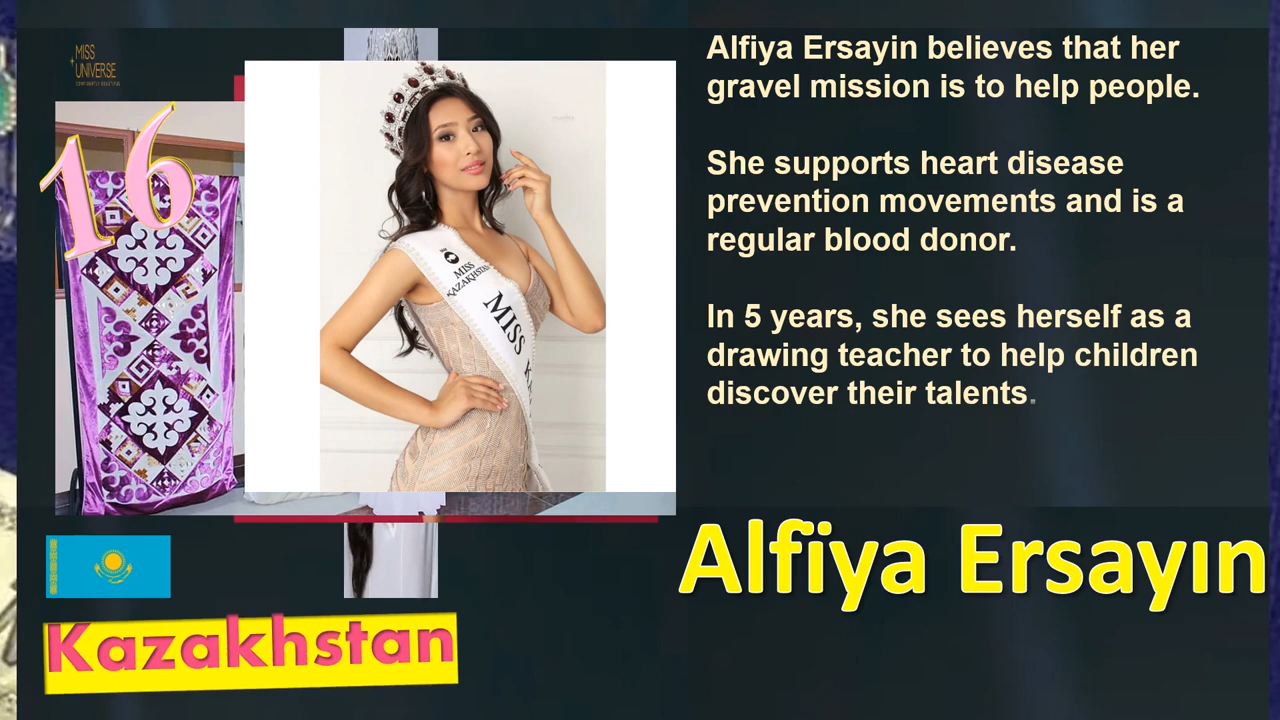 MISS
UNIVERSE
16
MISS
KAZAKHSTAN
MISS K
Alfiya Ersayin believes that her
gravel mission is to help people.
She supports heart disease
prevention movements and is a
regular blood donor.
In 5 years, she sees herself as a
drawing teacher to help children
discover their talents.
Alfïya Ersayın
Kazakhstan